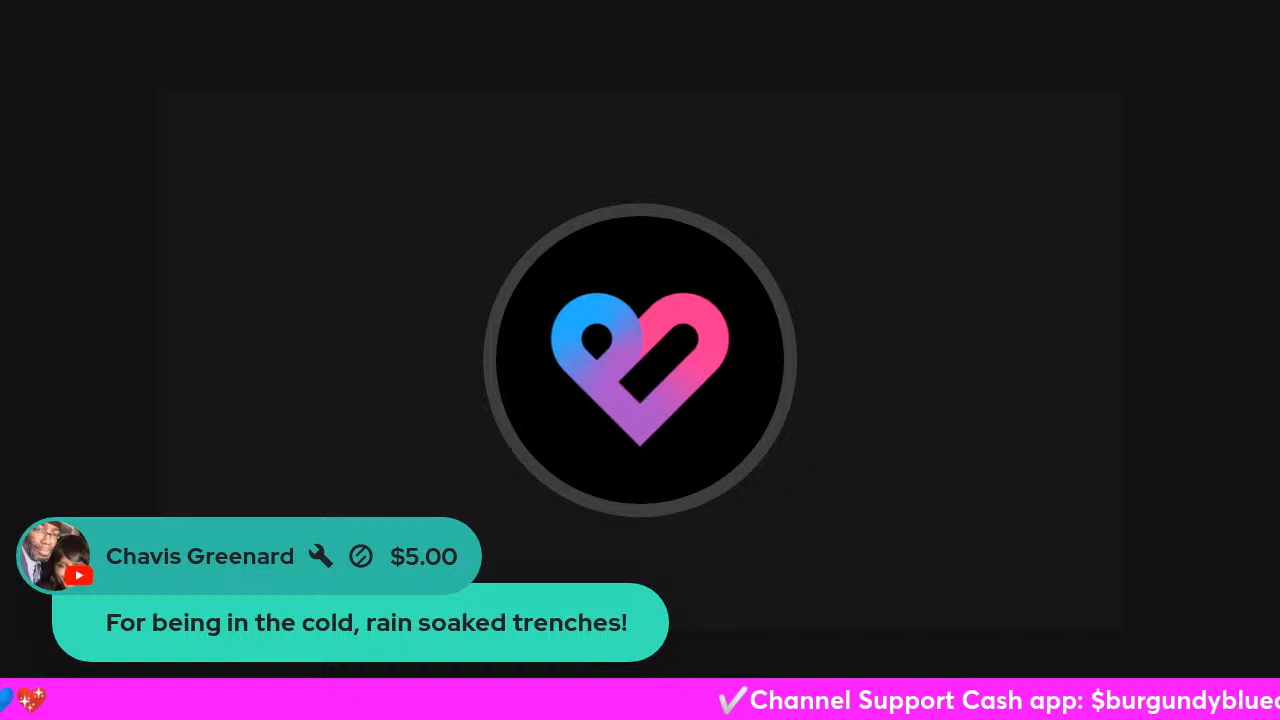 Chavis Greenard $5.00
For being in the cold, rain soaked trenches!
Channel Support Cash app: $burgundyblue